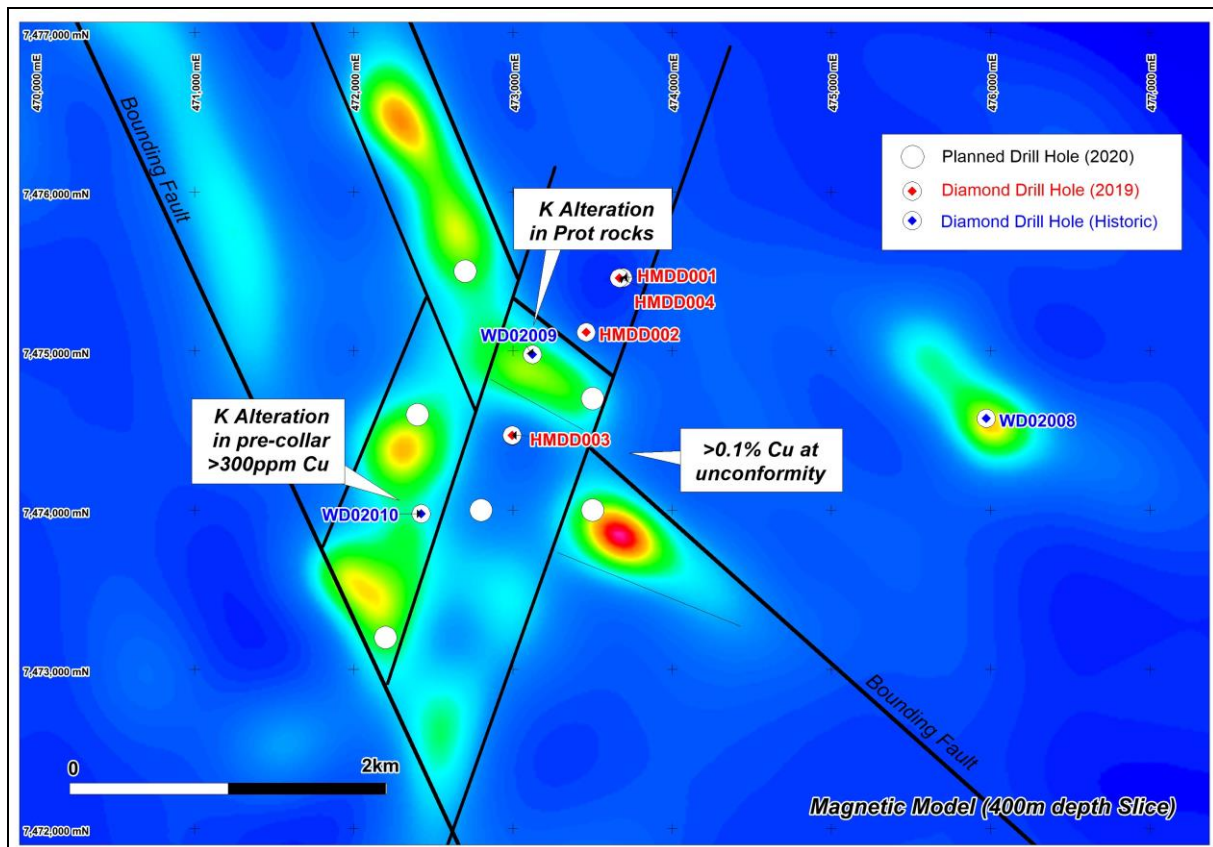 7,477,000 mN
470,000 mE
471,000 mE
472,000 mE
473,000 mE
474,000 mE
475,000 mE
476,000 mE
477,000 mE
Bounding Fault
Planned Drill Hole (2020)
Diamond Drill Hole (2019)
Diamond Drill Hole (Historic)
7,476,000 mN
K Alteration
in Prot rocks
HMDD001
HMDD004
WD02009
HMDD002
7,475,000 mN
K Alteration
in pre-collar
>300ppm Cu
HMDD003
>0.1% Cu at
unconformity
WD02008
7,474,000 mN
WD02010
7,473,000 mN
Bounding Fault
0
2km
Magnetic Model (400m depth Slice)
7,472,000 mN